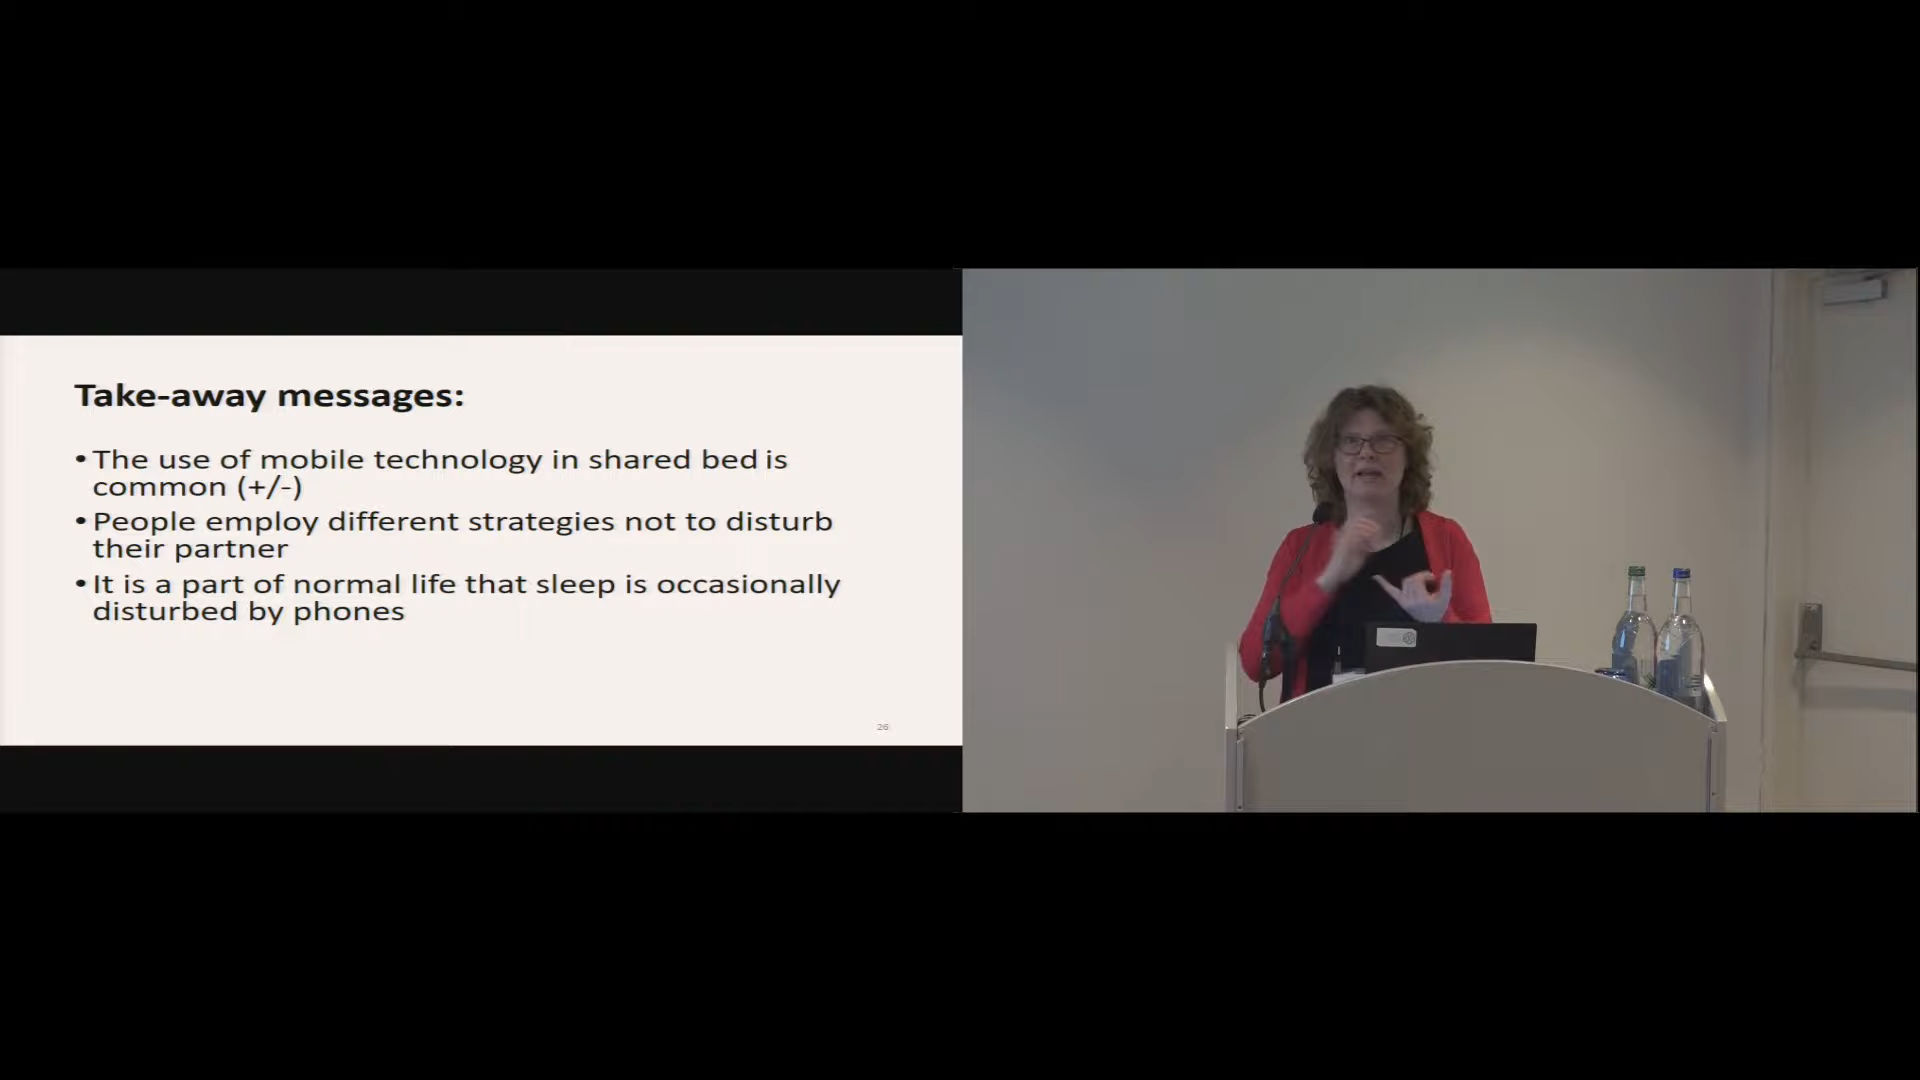 Take-away messages:
•The use of mobile technology in shared bed is
common (+/-)
•People employ different strategies not to disturb
their partner
•It is a part of normal life that sleep is occasionally
disturbed by phones
26